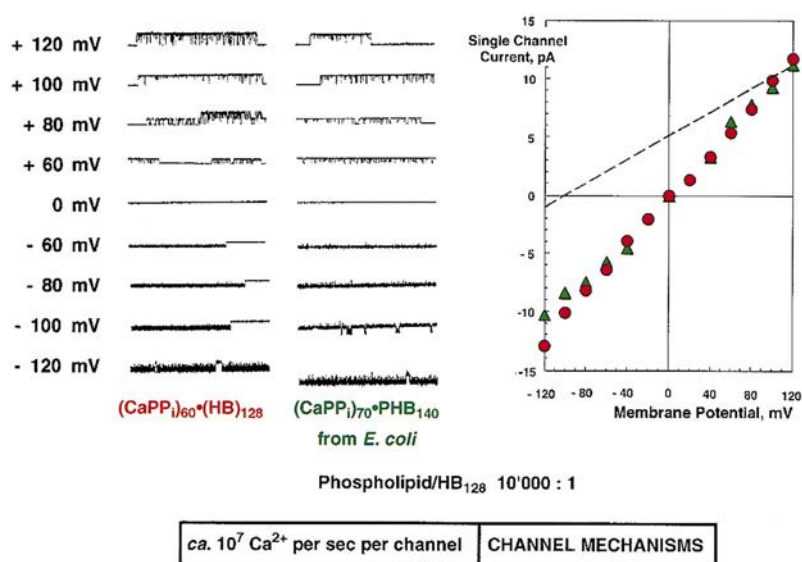 + 120 mV
+ 100 mV
+ 80 mV
+ 60 mV
0 mV
- 60 mV
- 80 mV
- 100 mV
- 120 mV
(CaPPi)60•(HB)128
(CaPPi)70•PHB140
from E. coli
Single Channel
Current, pA
15
10
5
0
- 5
-10
-15
- 120
- 80
- 40
0
40
80
120
Membrane Potential, mV
Phospholipid/HB128 10'000 : 1
ca. 10⁷ Ca²⁺ per sec per channel
CHANNEL MECHANISMS